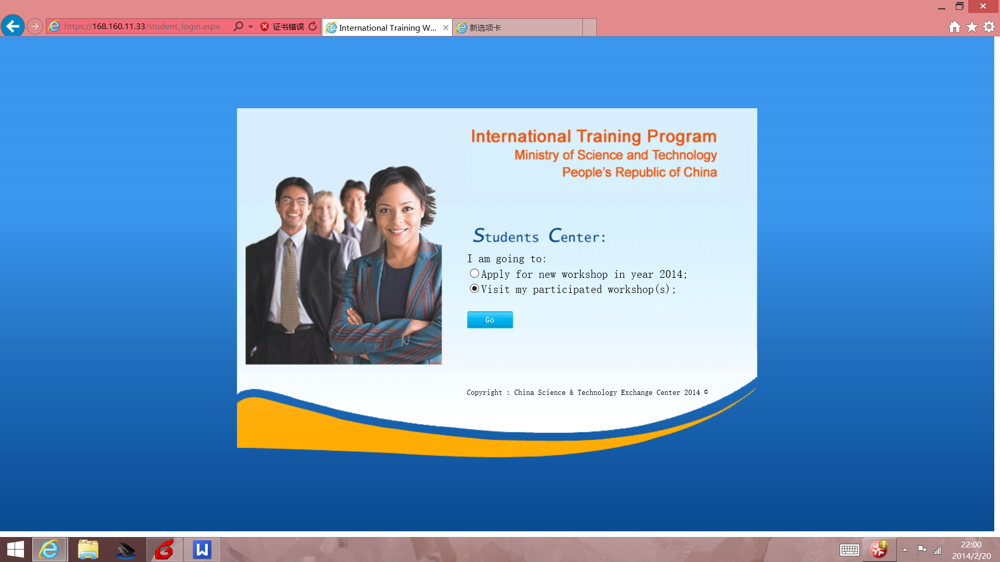 https://168.160.11.33/student_login.aspx
证书错误
International Training W...
新选项卡
International Training Program
Ministry of Science and Technology
People's Republic of China
Students Center:
I am going to:
Apply for new workshop in year 2014;
Visit my participated workshop(s);
Go
Copyright : China Science & Technology Exchange Center 2014 ©
22:00
2014/2/20